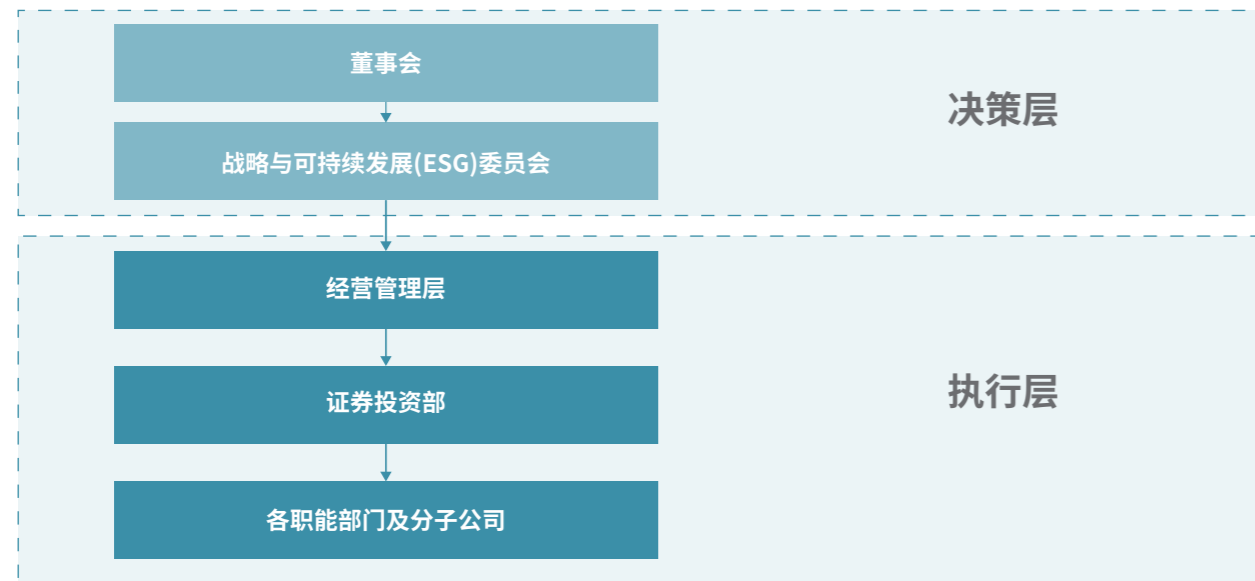 董事会
战略与可持续发展(ESG)委员会
决策层
经营管理层
证券投资部
各职能部门及分子公司
执行层